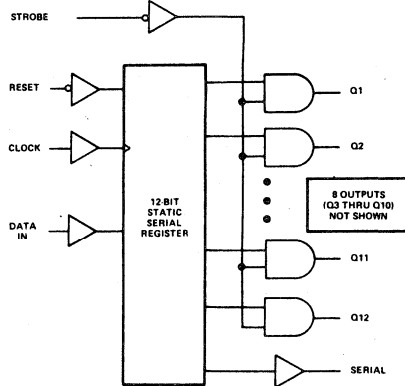 STROBE
RESET
CLOCK
DATA
IN
12-BIT
STATIC
SERIAL
REGISTER
Q1
Q2
8 OUTPUTS
(Q3 THRU Q10)
NOT SHOWN
Q11
Q12
SERIAL